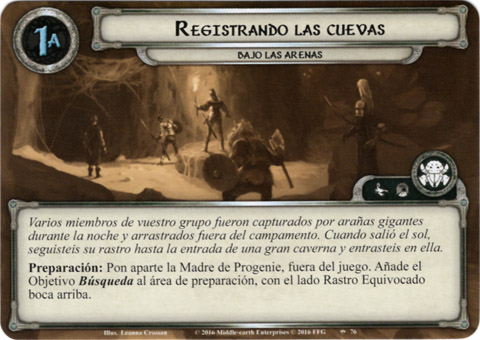 1A
REGISTRANDO LAS CUEVAS
BAJO LAS ARENAS
Varios miembros de vuestro grupo fueron capturados por arañas gigantes
durante la noche y arrastrados fuera del campamento. Cuando salió el sol,
seguisteis su rastro hasta la entrada de una gran caverna y entrasteis en ella.
Preparación: Pon aparte la Madre de Progenie, fuera del juego. Añade el
Objetivo Búsqueda al área de preparación, con el lado Rastro Equivocado
boca arriba.
Illus. Leanna Crossan
© 2016 Middle-earth Enterprises © 2016 FFG
76